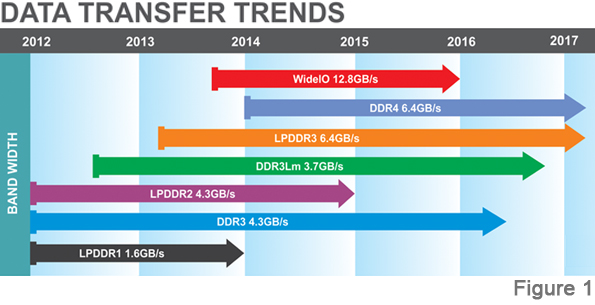 DATA TRANSFER TRENDS
2012 2013 2014 2015 2016 2017
BAND WIDTH
WideIO 12.8GB/s
DDR4 6.4GB/s
LPDDR3 6.4GB/s
DDR3Lm 3.7GB/s
LPDDR2 4.3GB/s
DDR3 4.3GB/s
LPDDR1 1.6GB/s
Figure 1